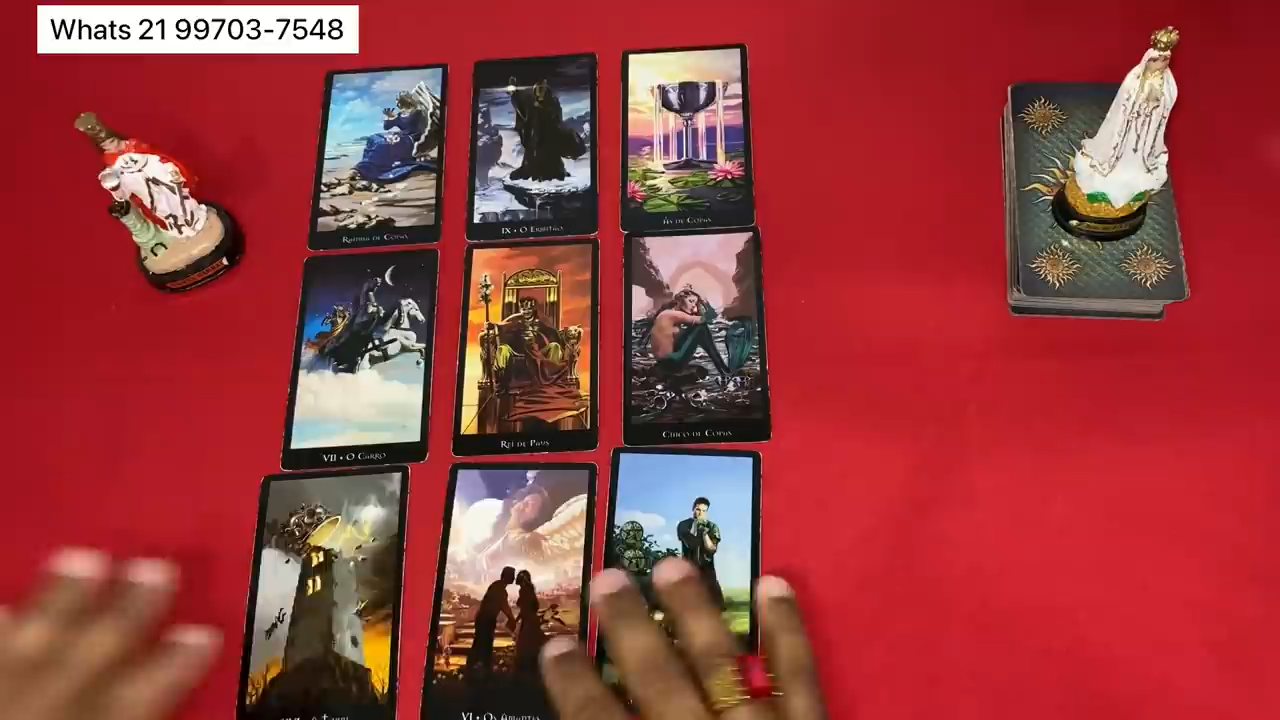 Whats 21 99703-7548
Rainha de Copas
IX • O Eremitão
Ás de Copas
VII • O Carro
Rei de Paus
Cinco de Copas
VI • Os Amantes